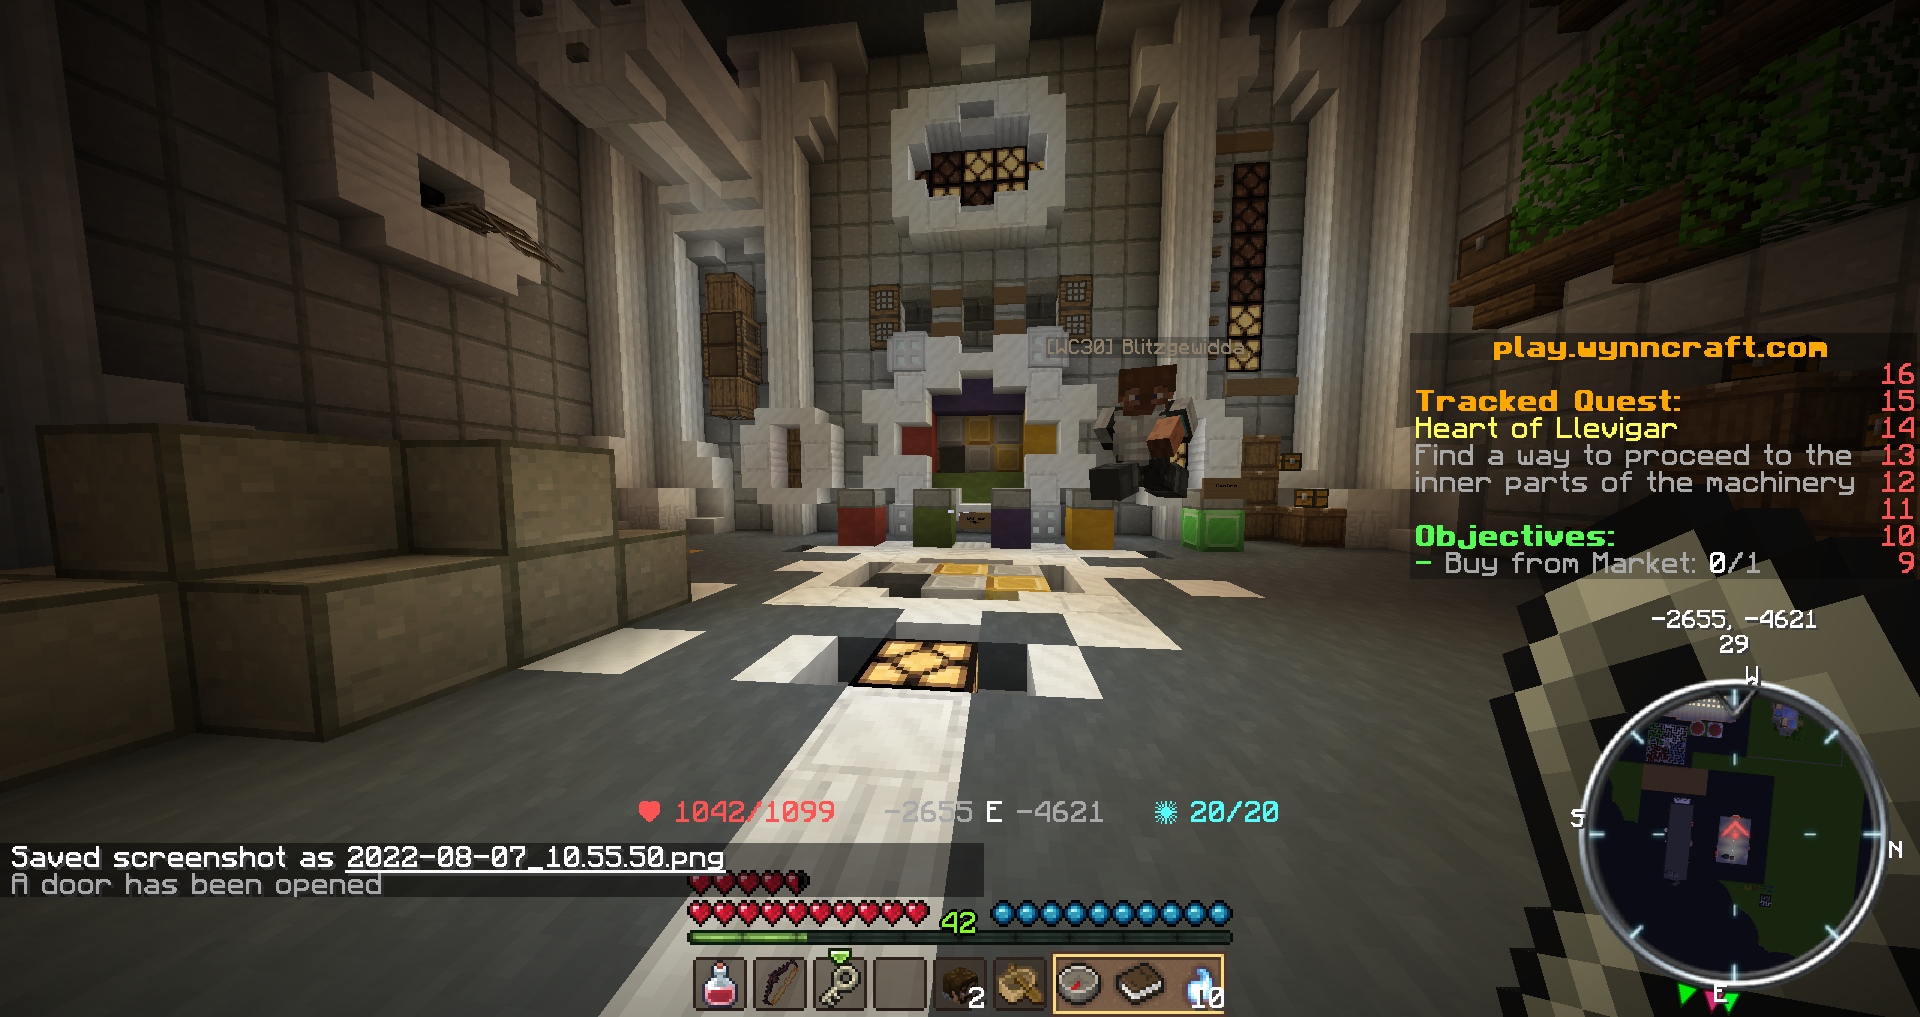 [WC30] Blitzgewidda
play.wynncraft.com
16
Tracked Quest: 15
Heart of Llevigar 14
Find a way to proceed to the 13
inner parts of the machinery 12
11
Objectives: 10
- Buy from Market: 0/1 9
-2655, -4621
29
W
S
N
E
1042/1099 -2655 E -4621 20/20
Saved screenshot as 2022-08-07_10.55.50.png
A door has been opened
42
2
10